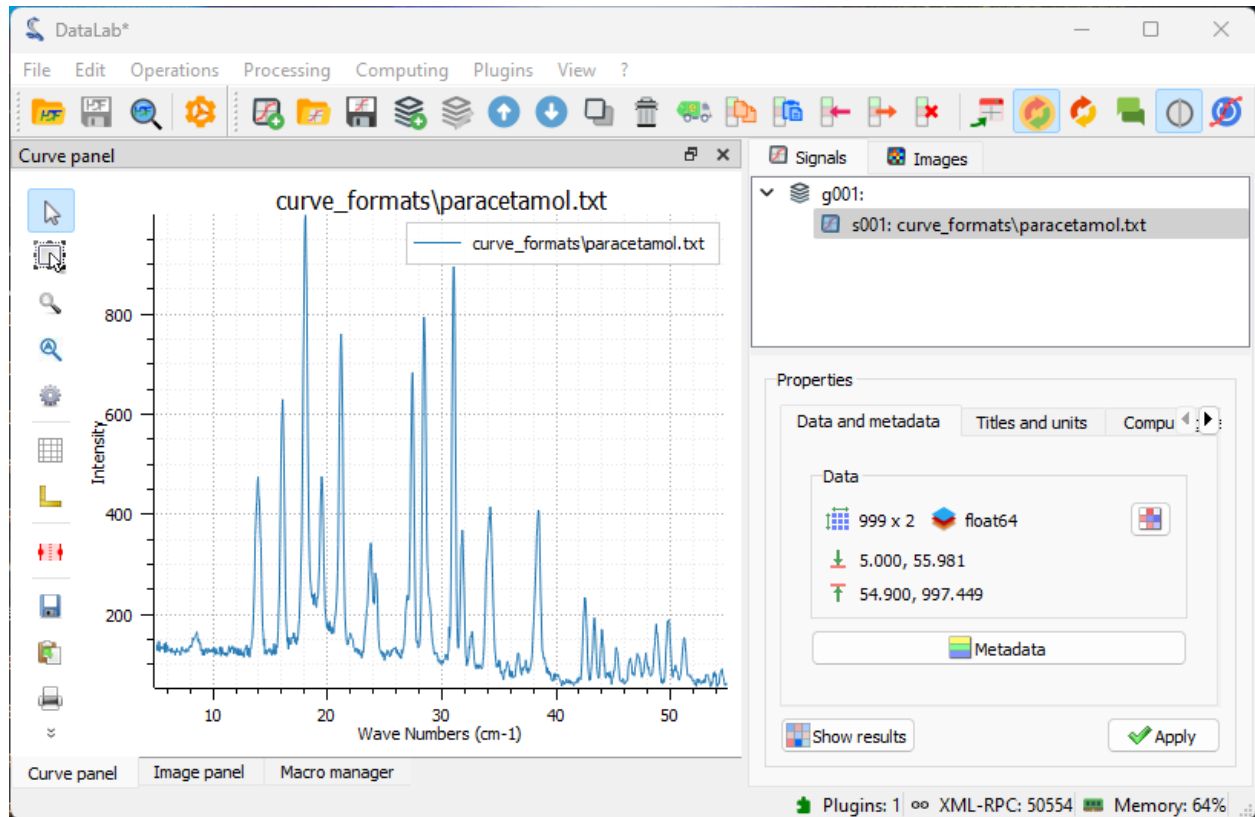 DataLab*
File Edit Operations Processing Computing Plugins View ?
Curve panel
Signals Images
curve_formats\paracetamol.txt
curve_formats\paracetamol.txt
g001:
s001: curve_formats\paracetamol.txt
800
600
400
200
Intensity
10 20 30 40 50
Wave Numbers (cm-1)
Properties
Data and metadata Titles and units Compu
Data
999 x 2 float64
5.000, 55.981
54.900, 997.449
Metadata
Show results Apply
Curve panel Image panel Macro manager
Plugins: 1 XML-RPC: 50554 Memory: 64%